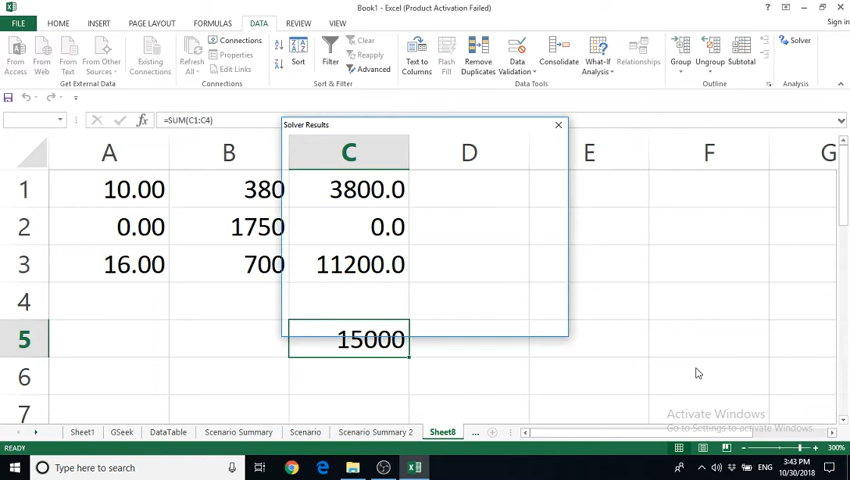 Book1 - Excel (Product Activation Failed)
FILE HOME INSERT PAGE LAYOUT FORMULAS DATA REVIEW VIEW Sign in
From Access
From Web
From Text
From Other Sources
Existing Connections
Refresh All
Connections
Properties
Edit Links
Sort
Filter
Clear
Reapply
Advanced
Text to Columns
Flash Fill
Remove Duplicates
Data Validation
Consolidate
What-If Analysis
Relationships
Group
Ungroup
Subtotal
Solver
Get External Data Connections Sort & Filter Data Tools Outline Analysis
=SUM(C1:C4)
Solver Results
A B C D E F G
1 10.00 380 3800.0
2 0.00 1750 0.0
3 16.00 700 11200.0
4
5 15000
6
7
Activate Windows
Go to Settings to activate Windows.
Sheet1 GSeek DataTable Scenario Summary Scenario Scenario Summary 2 Sheet8 ...
READY 300%
Type here to search
ENG
3:43 PM
10/30/2018